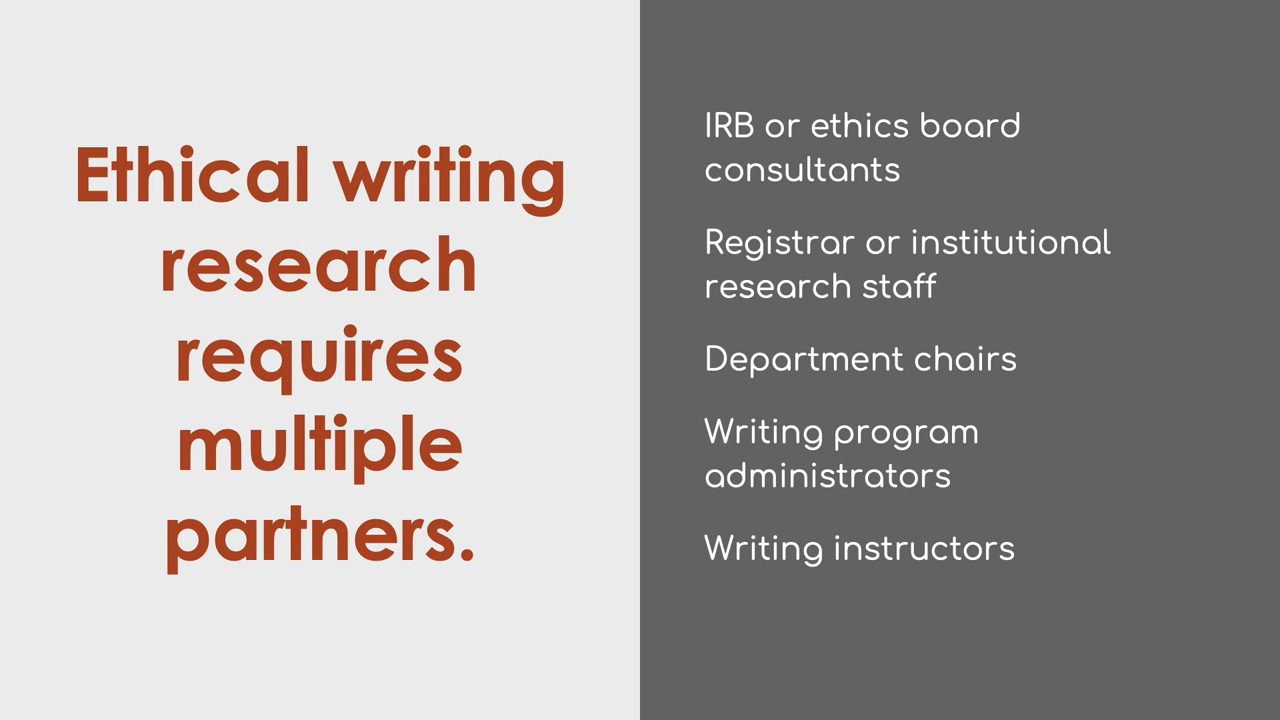 Ethical writing
research
requires
multiple
partners.
IRB or ethics board
consultants
Registrar or institutional
research staff
Department chairs
Writing program
administrators
Writing instructors